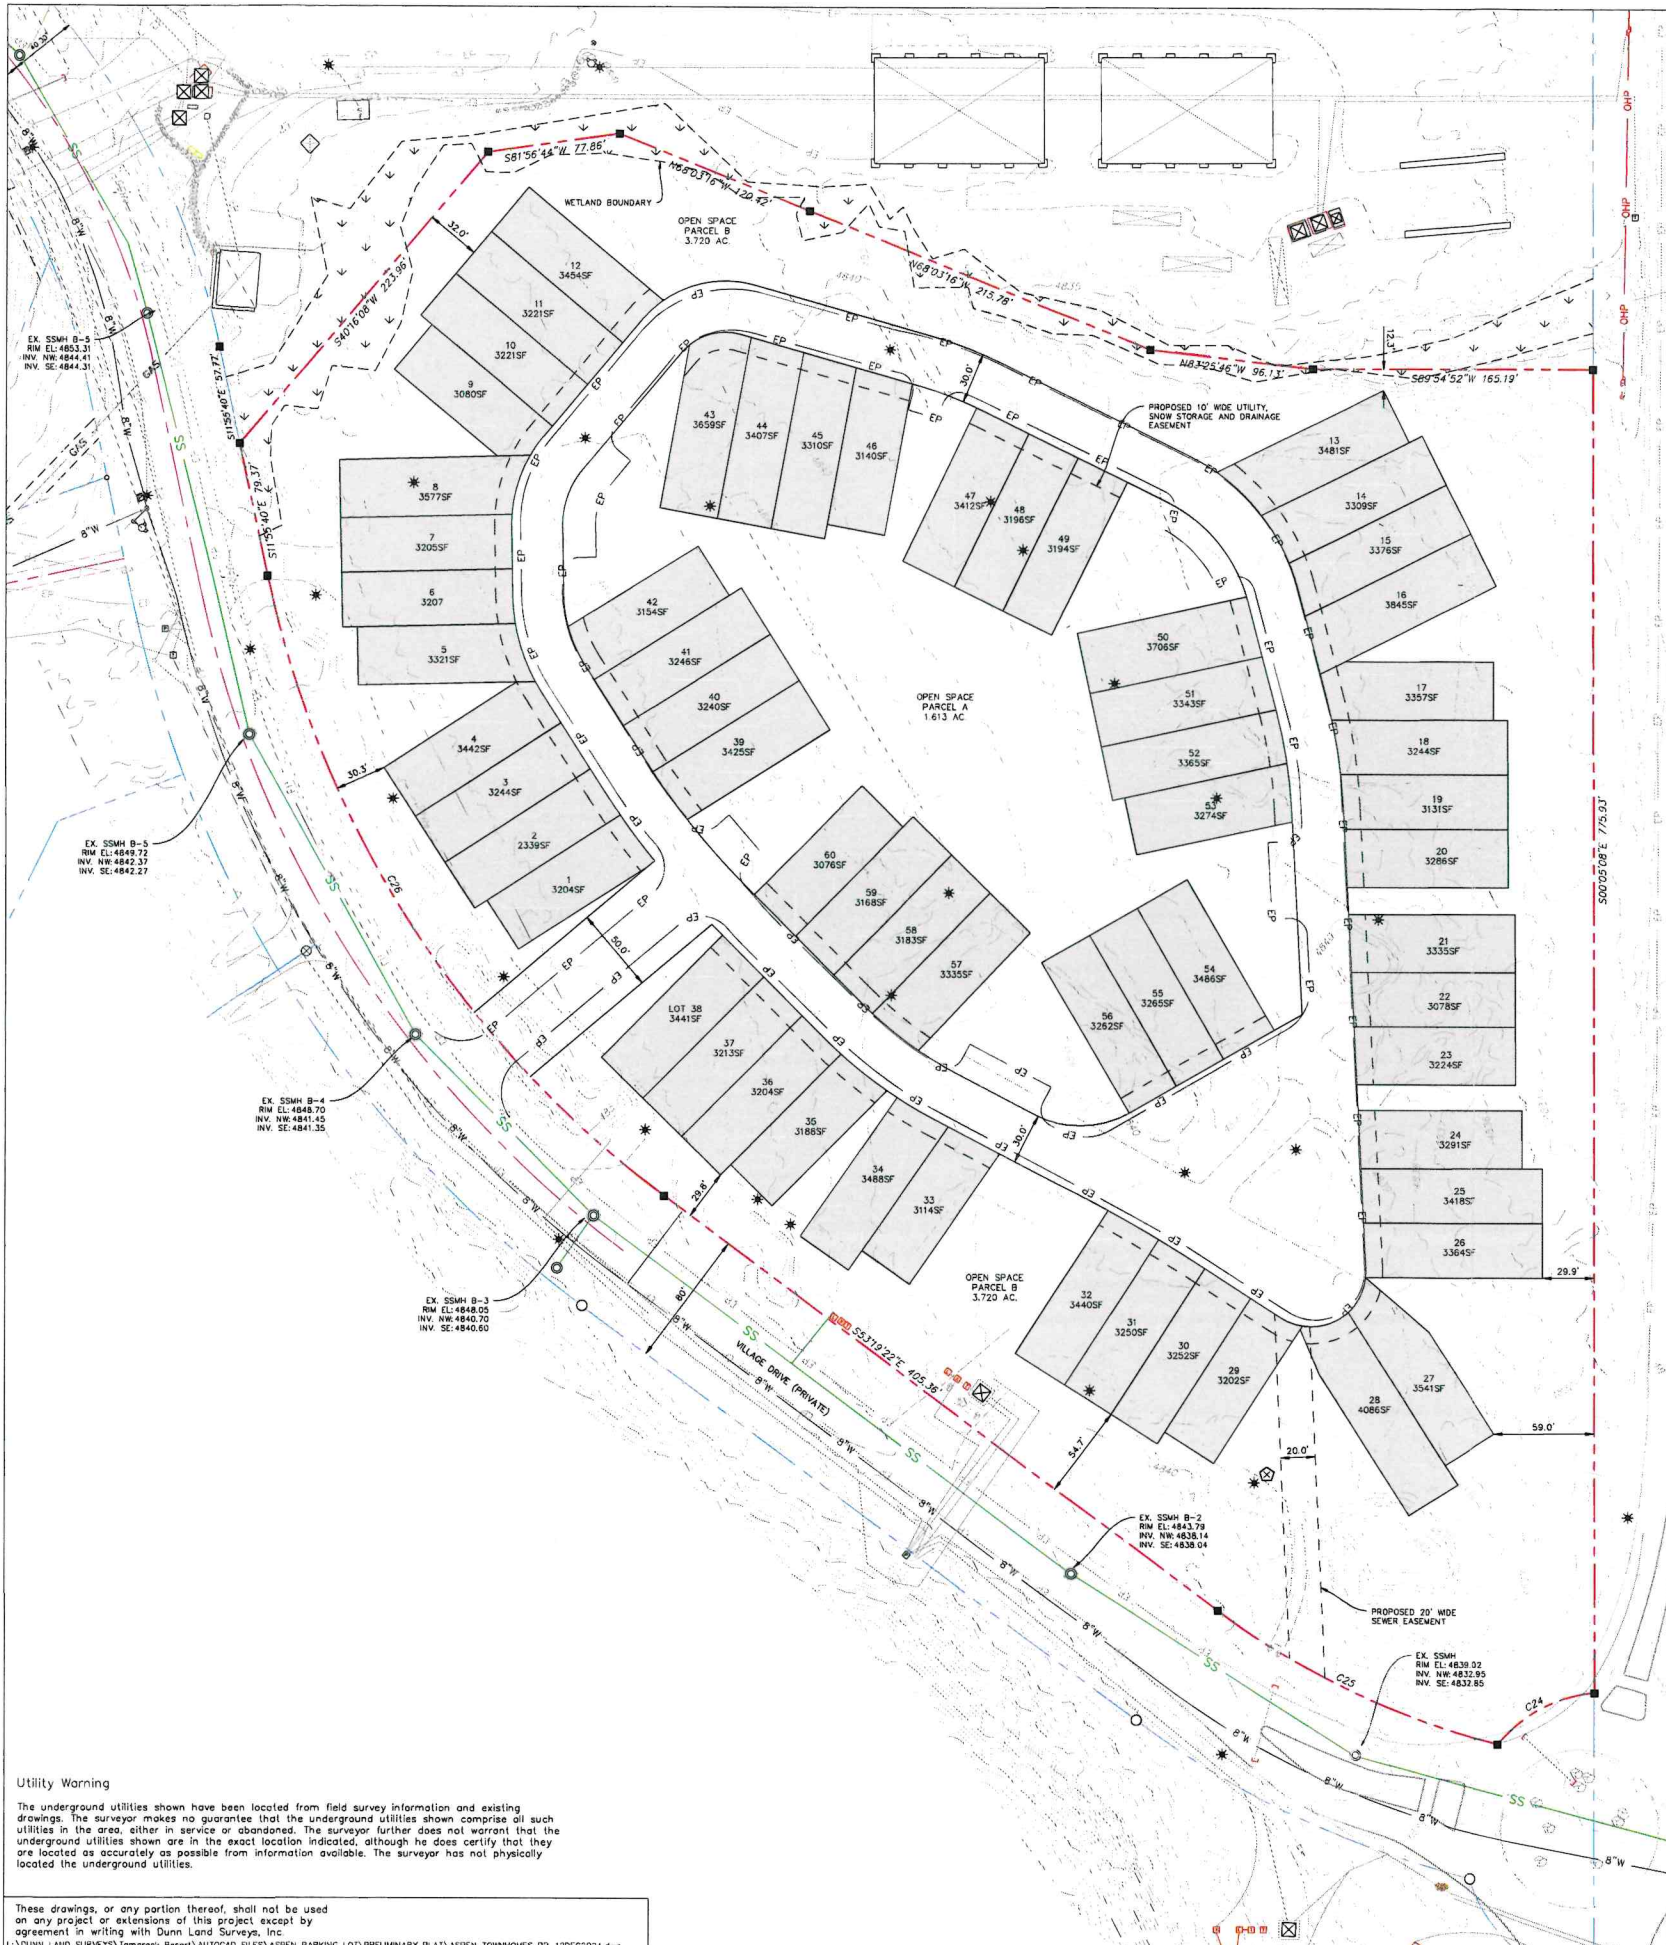 40.33'
8"W
SS
S81°56'44"W 77.86'
N68°03'16"W 120.42'
WETLAND BOUNDARY
OPEN SPACE
PARCEL B
3.720 AC.
32.0'
S40°16'08"W 223.96'
N68°03'16"W 215.78'
4840
4835
OHP
OHP
OHP
12.3'
N83°25'46"W 96.13'
S89°54'52"W 165.19'
EX. SSMH B-5
RIM EL: 4853.31
INV. NW: 4844.41
INV. SE: 4844.31
GAS
GAS
S11°55'40"E 57.77'
S11°55'40"E 79.37'
12
3454SF
11
3221SF
10
3221SF
9
3080SF
8
3577SF
7
3205SF
6
3207
5
3321SF
43
3659SF
44
3407SF
45
3310SF
46
3140SF
30.0'
PROPOSED 10' WIDE UTILITY,
SNOW STORAGE AND DRAINAGE
EASEMENT
47
3412SF
48
3196SF
49
3194SF
13
3481SF
14
3309SF
15
3376SF
16
3845SF
42
3154SF
41
3246SF
40
3240SF
39
3425SF
50
3706SF
51
3343SF
52
3365SF
53
3274SF
OPEN SPACE
PARCEL A
1.613 AC.
17
3357SF
18
3244SF
19
3131SF
20
3286SF
4
3442SF
3
3244SF
2
2339SF
1
3204SF
30.3'
EX. SSMH B-5
RIM EL: 4849.72
INV. NW: 4842.37
INV. SE: 4842.27
C26
S00°05'08"E 775.93'
60
3076SF
59
3168SF
58
3183SF
57
3335SF
50.0'
54
3486SF
55
3265SF
56
3262SF
4840
21
3335SF
22
3078SF
23
3224SF
LOT 38
3441SF
37
3213SF
36
3204SF
35
3188SF
34
3488SF
33
3114SF
30.0'
EX. SSMH B-4
RIM EL: 4848.70
INV. NW: 4841.45
INV. SE: 4841.35
24
3291SF
25
3418SF
26
3364SF
29.9'
29.8'
80'
OPEN SPACE
PARCEL B
3.720 AC.
EX. SSMH B-3
RIM EL: 4848.05
INV. NW: 4840.70
INV. SE: 4840.60
32
3440SF
31
3250SF
30
3252SF
29
3202SF
28
4086SF
27
3541SF
59.0'
S53°19'22"E 405.36'
VILLAGE DRIVE (PRIVATE)
54.7'
20.0'
4840
EX. SSMH B-2
RIM EL: 4843.79
INV. NW: 4838.14
INV. SE: 4838.04
PROPOSED 20' WIDE
SEWER EASEMENT
EX. SSMH
RIM EL: 4839.02
INV. NW: 4832.95
INV. SE: 4832.85
C25
C24
SS
8"W
Utility Warning
The underground utilities shown have been located from field survey information and existing
drawings. The surveyor makes no guarantee that the underground utilities shown comprise all such
utilities in the area, either in service or abandoned. The surveyor further does not warrant that the
underground utilities shown are in the exact location indicated, although he does certify that they
are located as accurately as possible from information available. The surveyor has not physically
located the underground utilities.
These drawings, or any portion thereof, shall not be used
on any project or extensions of this project except by
agreement in writing with Dunn Land Surveys, Inc.